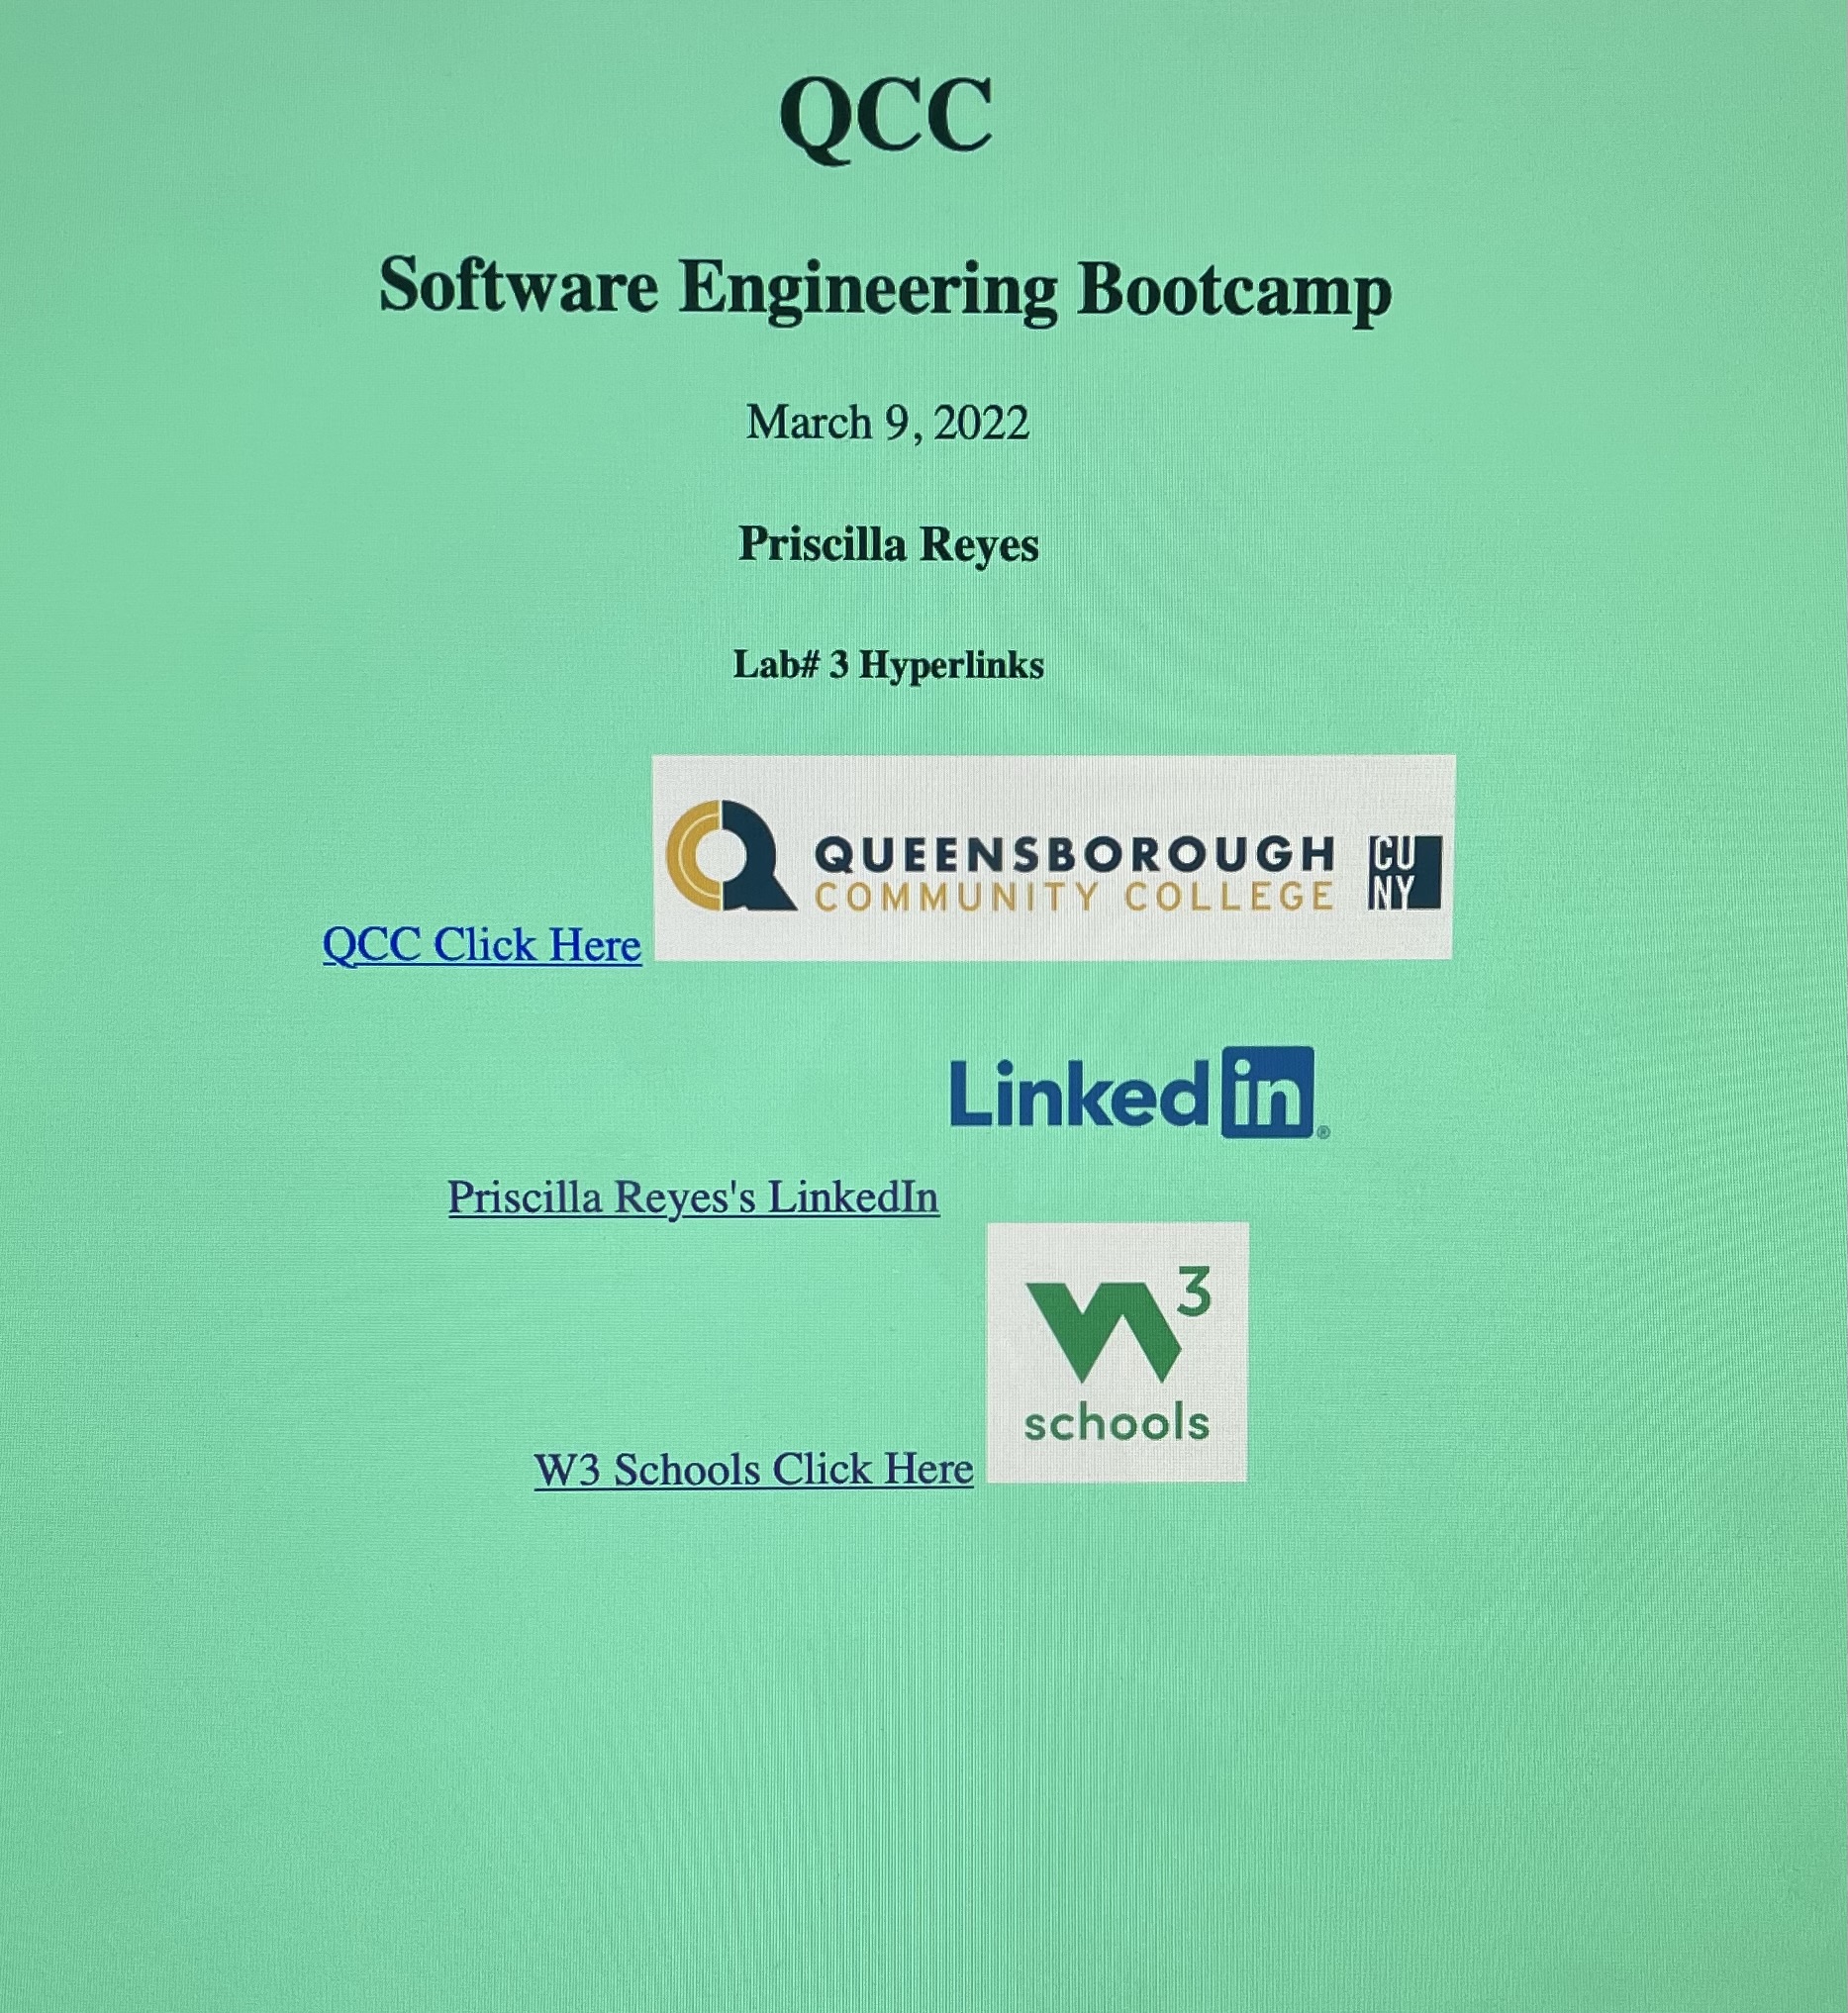 QCC
Software Engineering Bootcamp
March 9, 2022
Priscilla Reyes
Lab# 3 Hyperlinks
QUEENSBOROUGH
COMMUNITY COLLEGE
CU
NY
QCC Click Here
Linked in ®
Priscilla Reyes's LinkedIn
W3
schools
W3 Schools Click Here